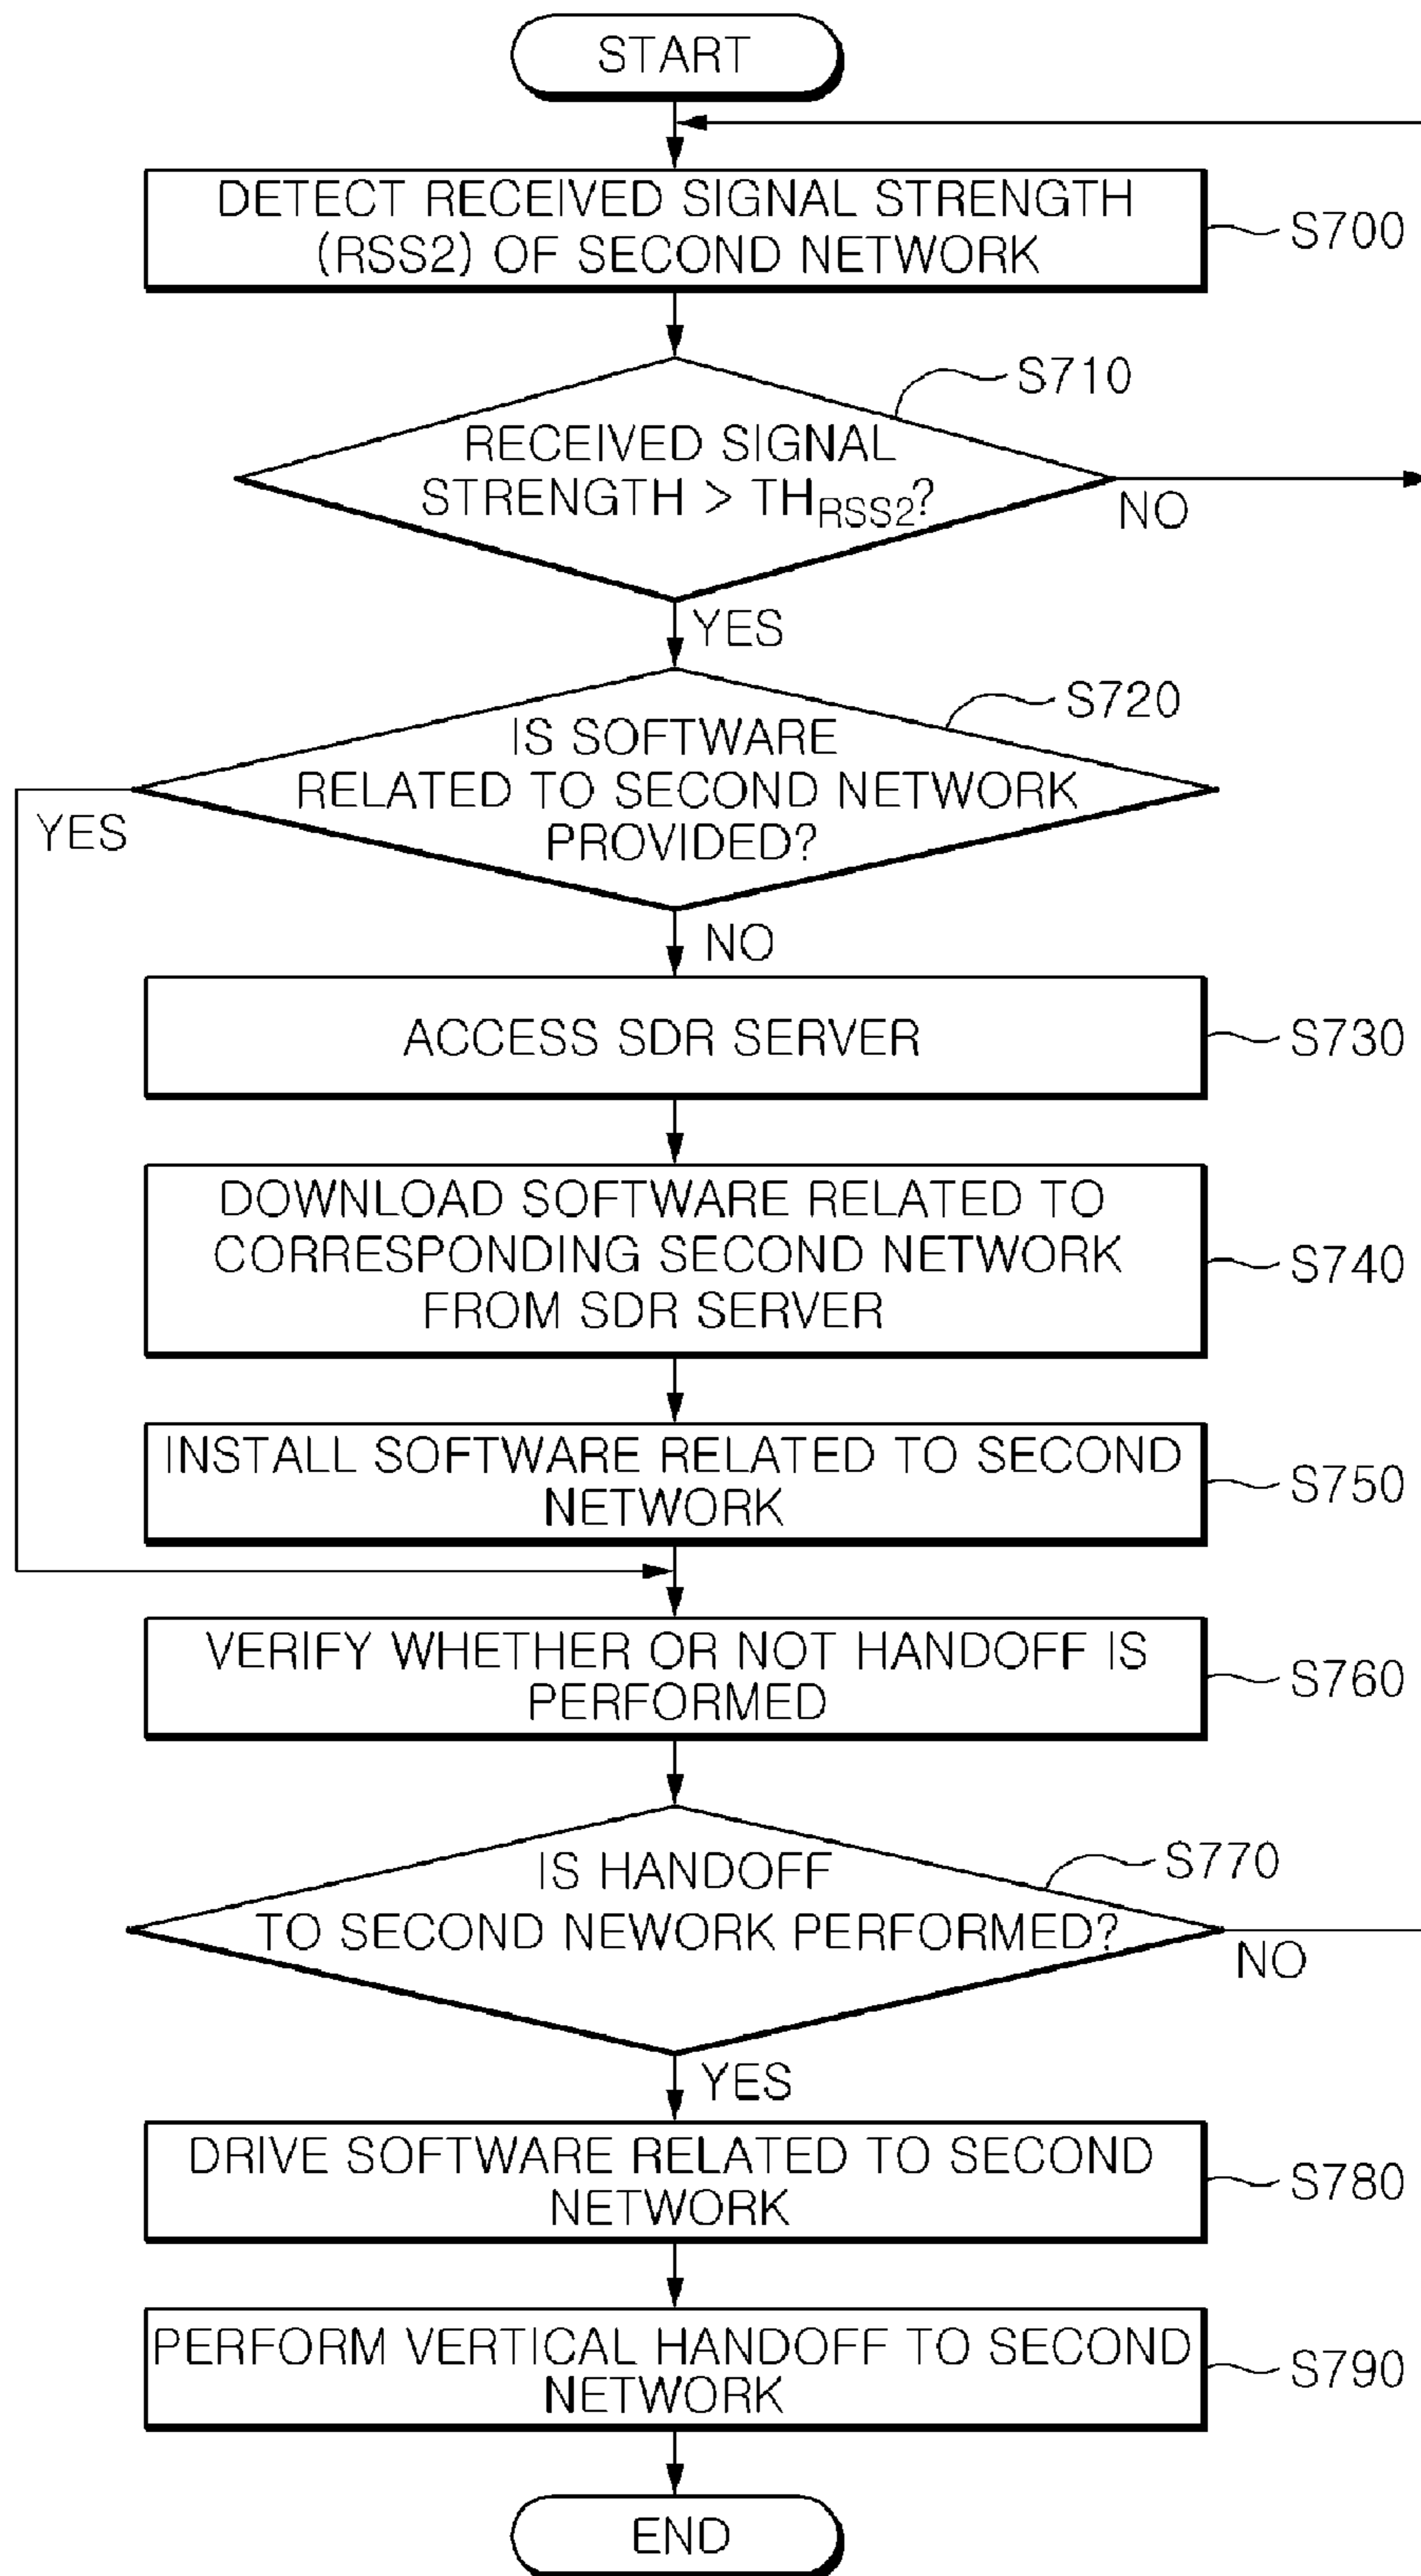 START
DETECT RECEIVED SIGNAL STRENGTH
(RSS2) OF SECOND NETWORK
S700
S710
RECEIVED SIGNAL
STRENGTH > TH_RSS2?
NO
YES
S720
IS SOFTWARE
RELATED TO SECOND NETWORK
PROVIDED?
YES
NO
ACCESS SDR SERVER
S730
DOWNLOAD SOFTWARE RELATED TO
CORRESPONDING SECOND NETWORK
FROM SDR SERVER
S740
INSTALL SOFTWARE RELATED TO SECOND
NETWORK
S750
VERIFY WHETHER OR NOT HANDOFF IS
PERFORMED
S760
S770
IS HANDOFF
TO SECOND NEWORK PERFORMED?
NO
YES
DRIVE SOFTWARE RELATED TO SECOND
NETWORK
S780
PERFORM VERTICAL HANDOFF TO SECOND
NETWORK
S790
END